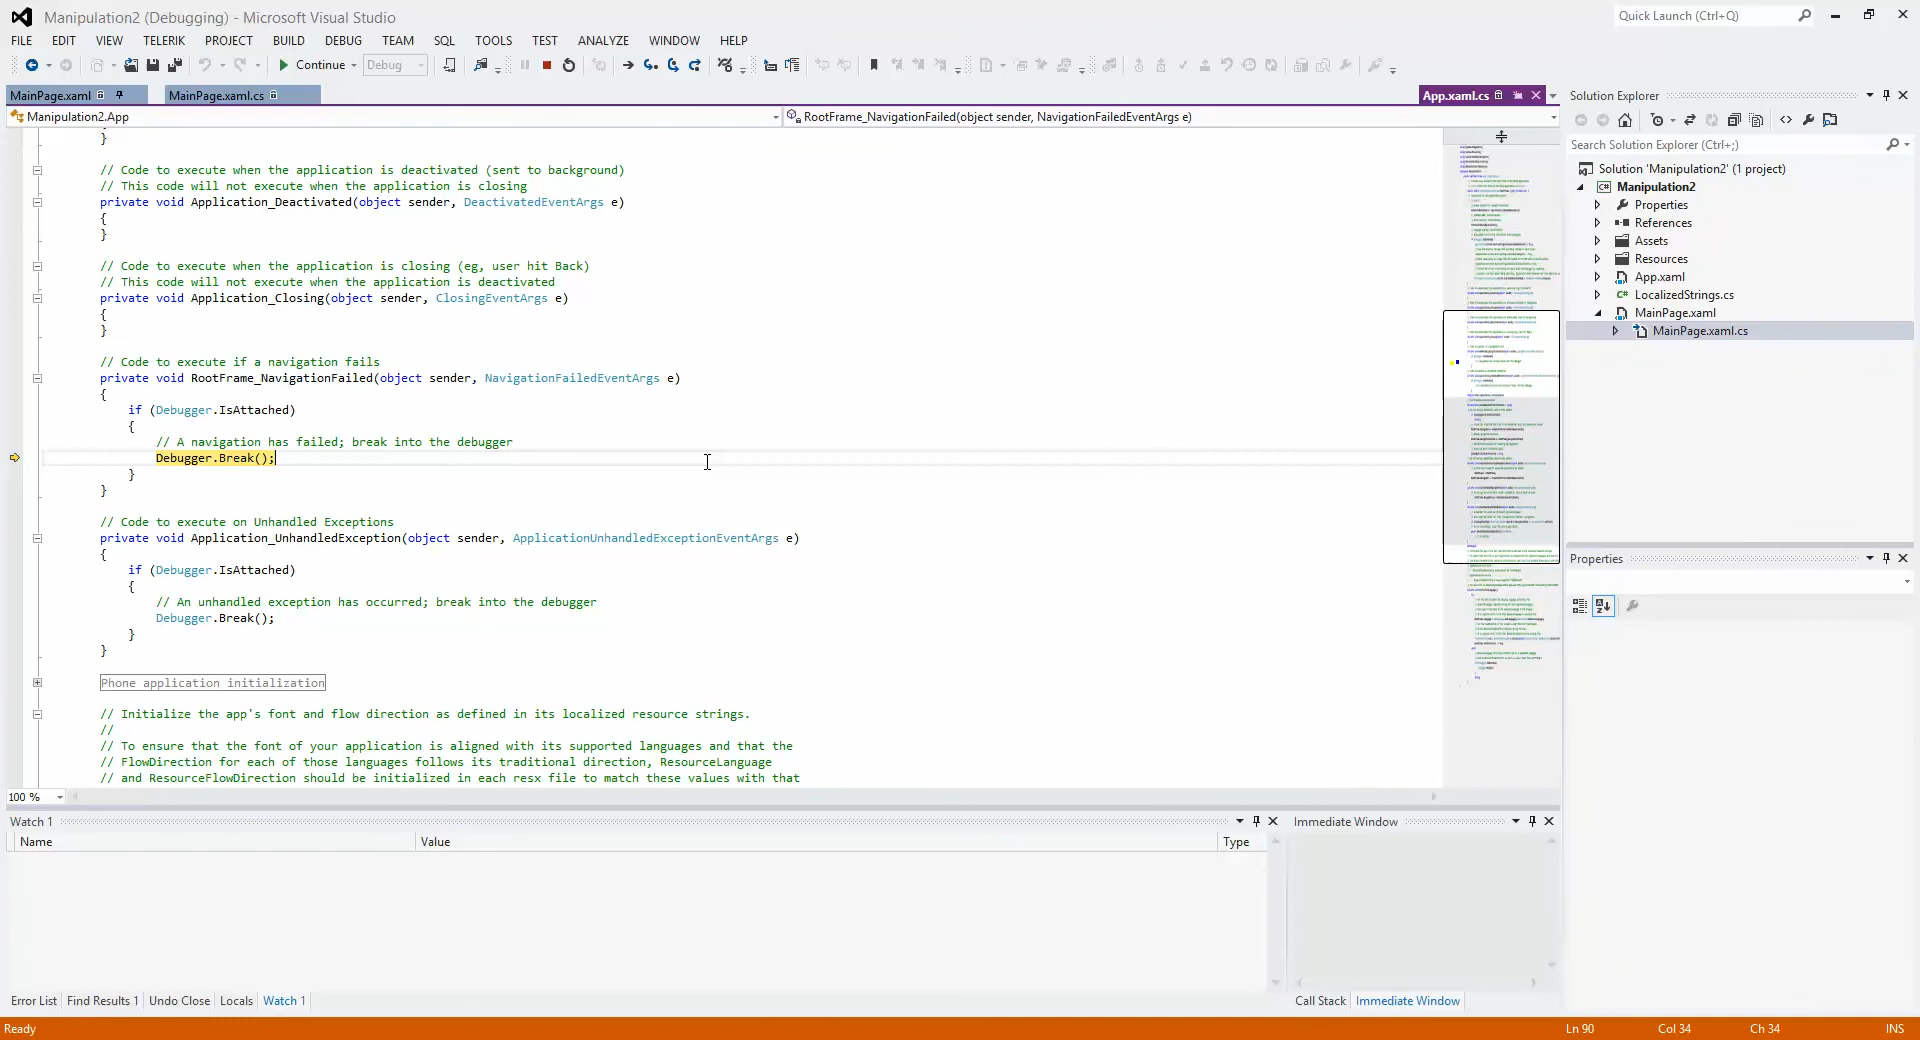 Manipulation2 (Debugging) - Microsoft Visual Studio
Quick Launch (Ctrl+Q)
FILE EDIT VIEW TELERIK PROJECT BUILD DEBUG TEAM SQL TOOLS TEST ANALYZE WINDOW HELP
Continue Debug
MainPage.xaml MainPage.xaml.cs App.xaml.cs
Manipulation2.App RootFrame_NavigationFailed(object sender, NavigationFailedEventArgs e)
}
// Code to execute when the application is deactivated (sent to background)
// This code will not execute when the application is closing
private void Application_Deactivated(object sender, DeactivatedEventArgs e)
{
}
// Code to execute when the application is closing (eg, user hit Back)
// This code will not execute when the application is deactivated
private void Application_Closing(object sender, ClosingEventArgs e)
{
}
// Code to execute if a navigation fails
private void RootFrame_NavigationFailed(object sender, NavigationFailedEventArgs e)
{
if (Debugger.IsAttached)
{
// A navigation has failed; break into the debugger
Debugger.Break();
}
}
// Code to execute on Unhandled Exceptions
private void Application_UnhandledException(object sender, ApplicationUnhandledExceptionEventArgs e)
{
if (Debugger.IsAttached)
{
// An unhandled exception has occurred; break into the debugger
Debugger.Break();
}
}
Phone application initialization
// Initialize the app's font and flow direction as defined in its localized resource strings.
//
// To ensure that the font of your application is aligned with its supported languages and that the
// FlowDirection for each of those languages follows its traditional direction, ResourceLanguage
// and ResourceFlowDirection should be initialized in each resx file to match these values with that
100 %
Solution Explorer
Search Solution Explorer (Ctrl+;)
Solution 'Manipulation2' (1 project)
Manipulation2
Properties
References
Assets
Resources
App.xaml
LocalizedStrings.cs
MainPage.xaml
MainPage.xaml.cs
Properties
Watch 1
Name Value Type
Immediate Window
Error List Find Results 1 Undo Close Locals Watch 1
Call Stack Immediate Window
Ready Ln 90 Col 34 Ch 34 INS